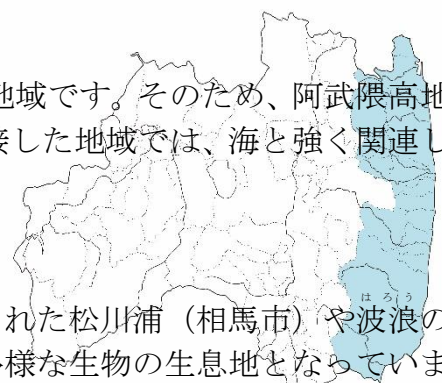 地域です。そのため、阿武隈高地
接した地域では、海と強く関連し
れた松川浦（相馬市）や波浪の
様な生物の生息地となっていま